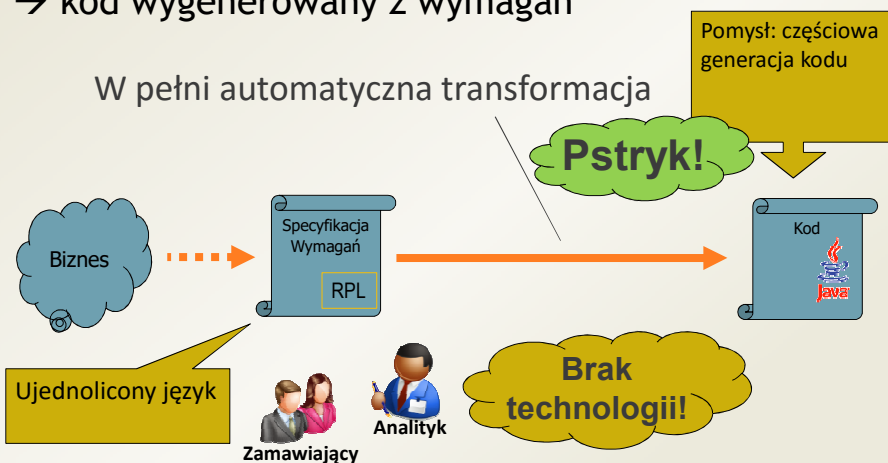 → kod wygenerowany z wymagań
Pomysł: częściowa
generacja kodu
W pełni automatyczna transformacja
Pstryk!
Biznes
Specyfikacja
Wymagań
RPL
Kod
Java
Ujednolicony język
Zamawiający
Analityk
Brak
technologii!